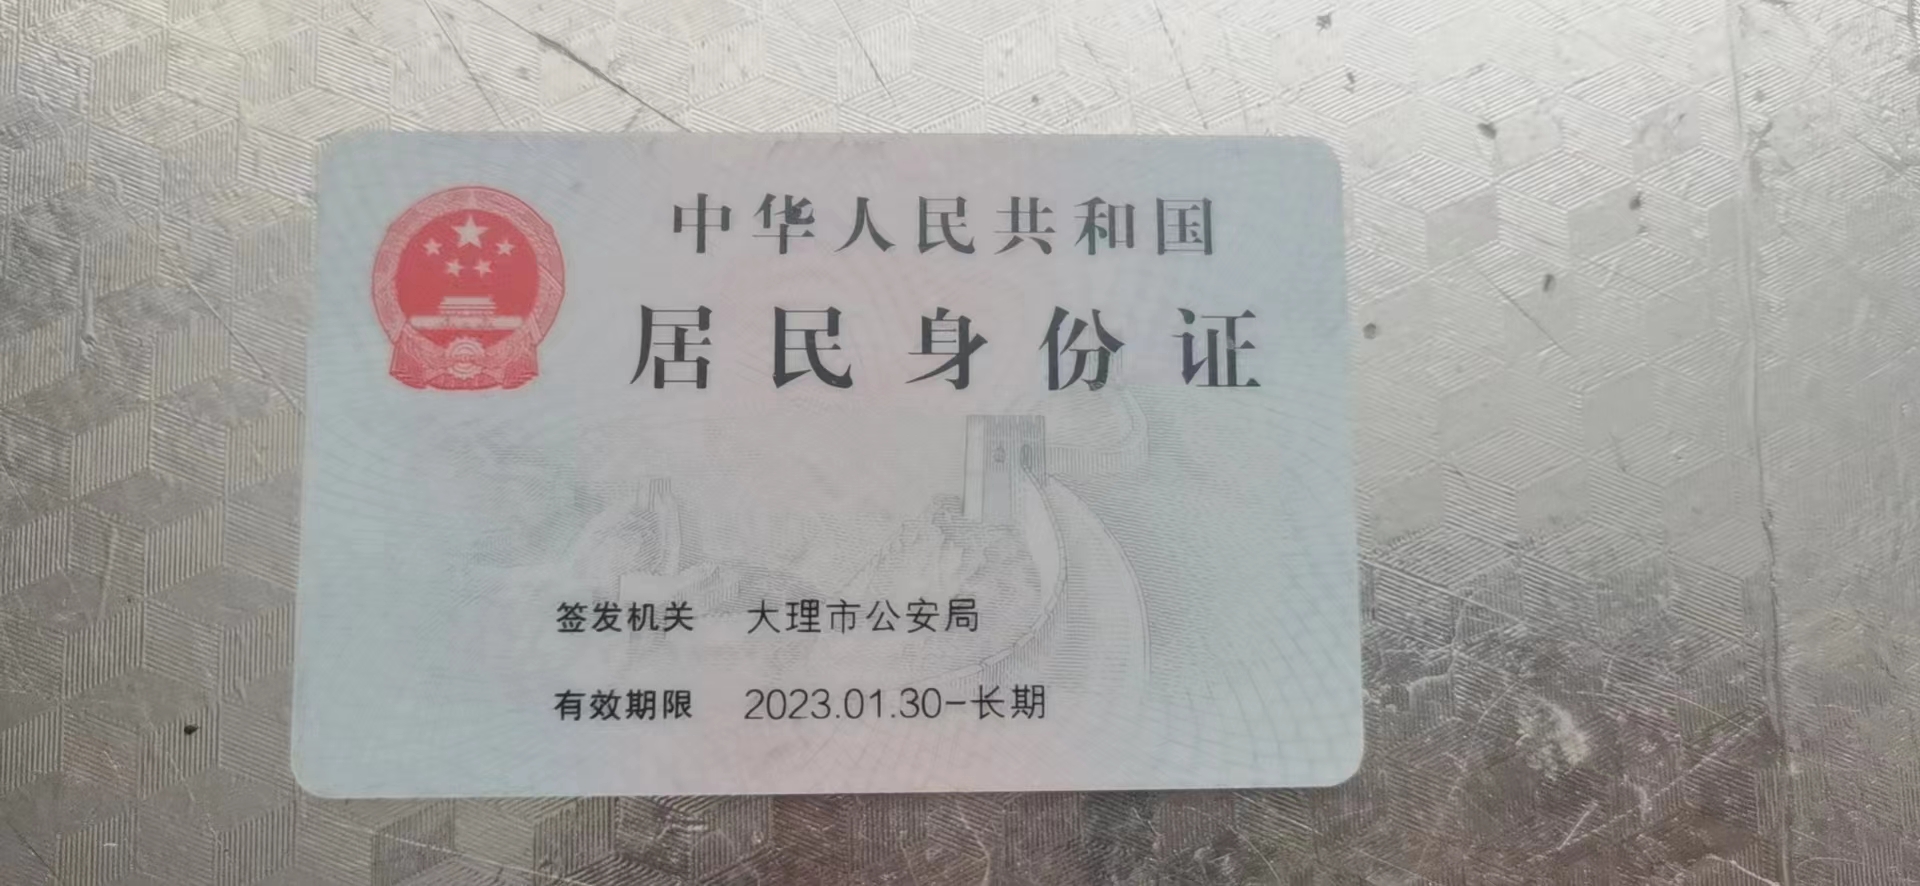 中华人民共和国
居民身份证
签发机关 大理市公安局
有效期限 2023.01.30-长期